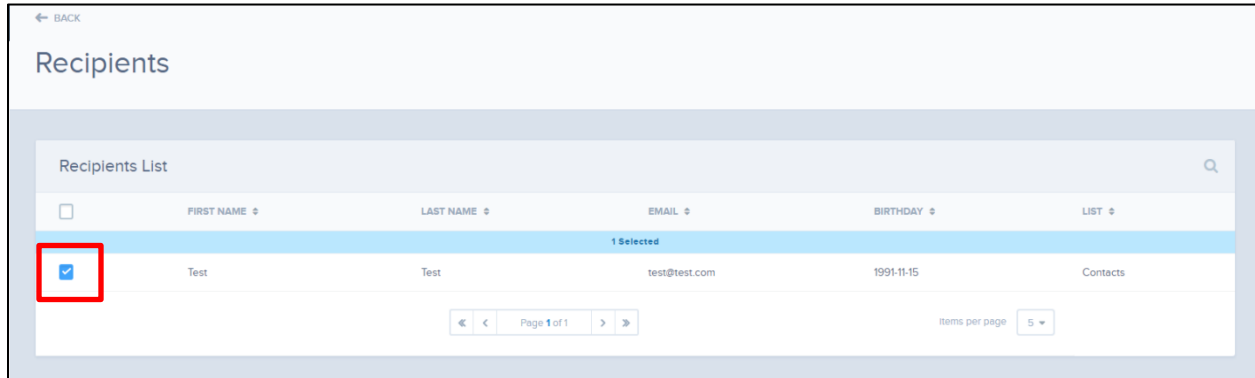 BACK
Recipients
Recipients List
FIRST NAME LAST NAME EMAIL BIRTHDAY LIST
1 Selected
Test Test test@test.com 1991-11-15 Contacts
Page 1 of 1 Items per page 5